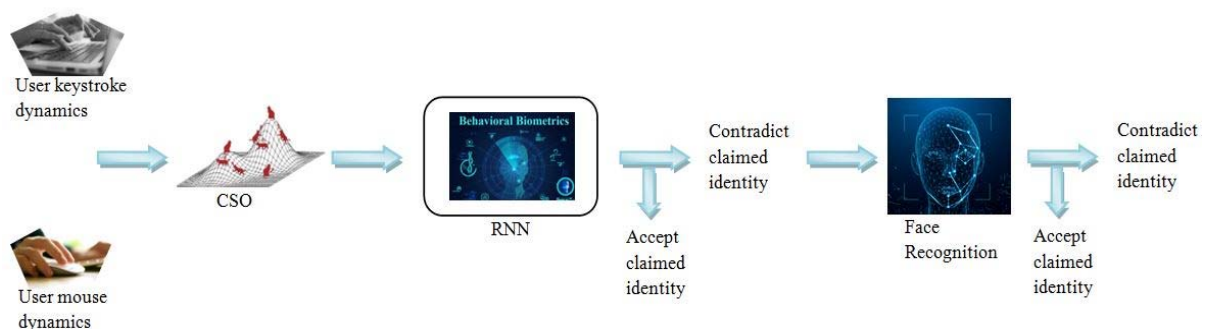 User keystroke
dynamics
CSO
Behavioral Biometrics
RNN
Contradict
claimed
identity
Accept
claimed
identity
Face
Recognition
Contradict
claimed
identity
Accept
claimed
identity
User mouse
dynamics